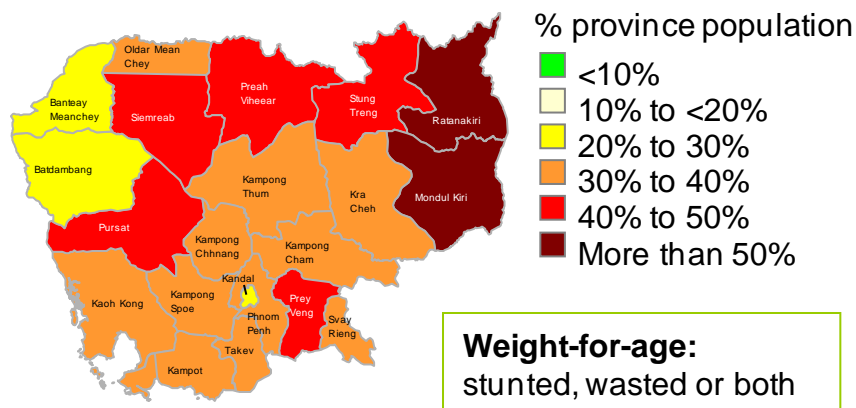 % province population
<10%
10% to <20%
20% to 30%
30% to 40%
40% to 50%
More than 50%
Oldar Mean
Chey
Banteay
Meanchey
Siemreab
Preah
Viheear
Stung
Treng
Ratanakiri
Batdambang
Kampong
Thum
Kra
Cheh
Mondul Kiri
Pursat
Kampong
Chhnang
Kampong
Cham
Kandal
Kaoh Kong
Kampong
Spoe
Prey
Veng
Phnom
Penh
Svay
Rieng
Takev
Kampot
Weight-for-age:
stunted, wasted or both